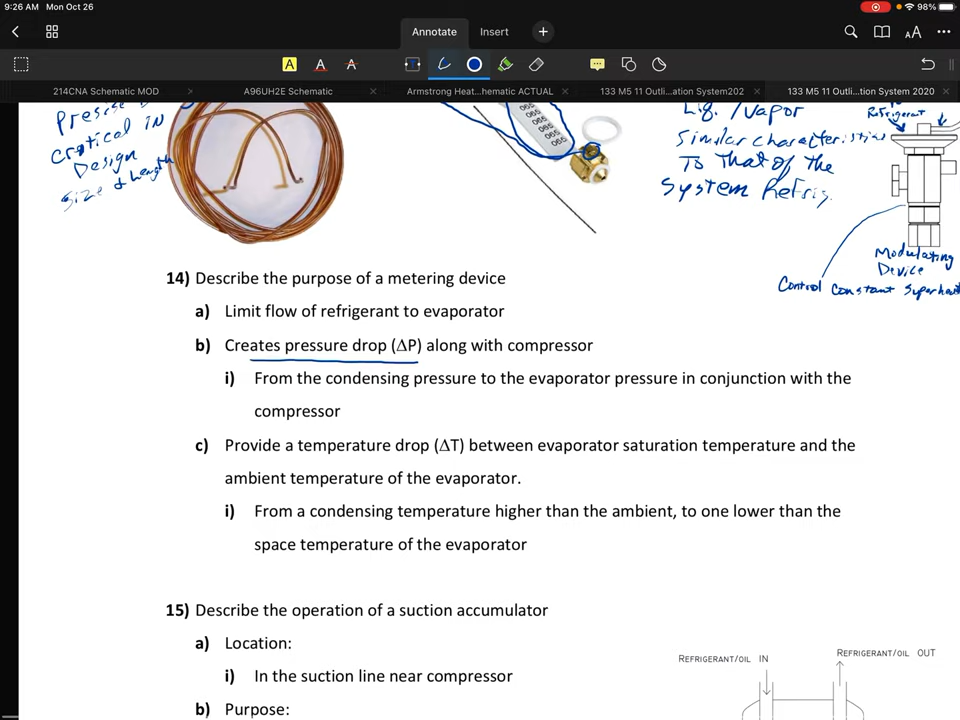 9:26 AM Mon Oct 26
98%
Annotate
Insert
214CNA Schematic MOD
A96UH2E Schematic
Armstrong Heat...hematic ACTUAL
133 M5 11 Outli...ation System202
133 M5 11 Outli...tion System 2020
critical in
Design
size & length
065
065
065
065
Liq. / Vapor
Similar characteristics
To That of The
System Refrig.
Refrigerant
Modulating
Device
Control Constant Superheat
14) Describe the purpose of a metering device
a) Limit flow of refrigerant to evaporator
b) Creates pressure drop (ΔP) along with compressor
i) From the condensing pressure to the evaporator pressure in conjunction with the
compressor
c) Provide a temperature drop (ΔT) between evaporator saturation temperature and the
ambient temperature of the evaporator.
i) From a condensing temperature higher than the ambient, to one lower than the
space temperature of the evaporator
15) Describe the operation of a suction accumulator
a) Location:
i) In the suction line near compressor
b) Purpose:
REFRIGERANT/OIL IN
REFRIGERANT/OIL OUT